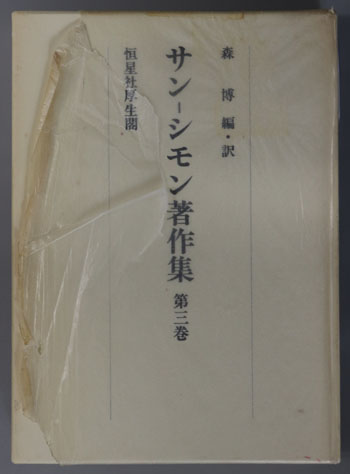 森博編・訳
サン-シモン著作集 第三巻
恒星社厚生閣